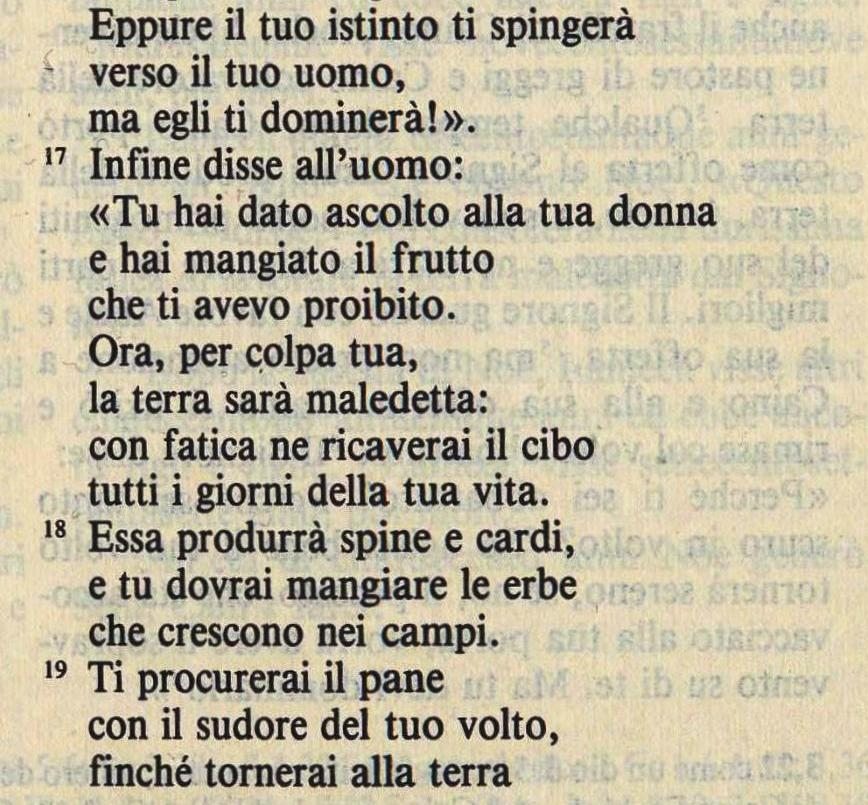 Eppure il tuo istinto ti spingerà
verso il tuo uomo,
ma egli ti dominerà!».
17 Infine disse all'uomo:
«Tu hai dato ascolto alla tua donna
e hai mangiato il frutto
che ti avevo proibito.
Ora, per colpa tua,
la terra sarà maledetta:
con fatica ne ricaverai il cibo
tutti i giorni della tua vita.
18 Essa produrrà spine e cardi,
e tu dovrai mangiare le erbe
che crescono nei campi.
19 Ti procurerai il pane
con il sudore del tuo volto,
finché tornerai alla terra